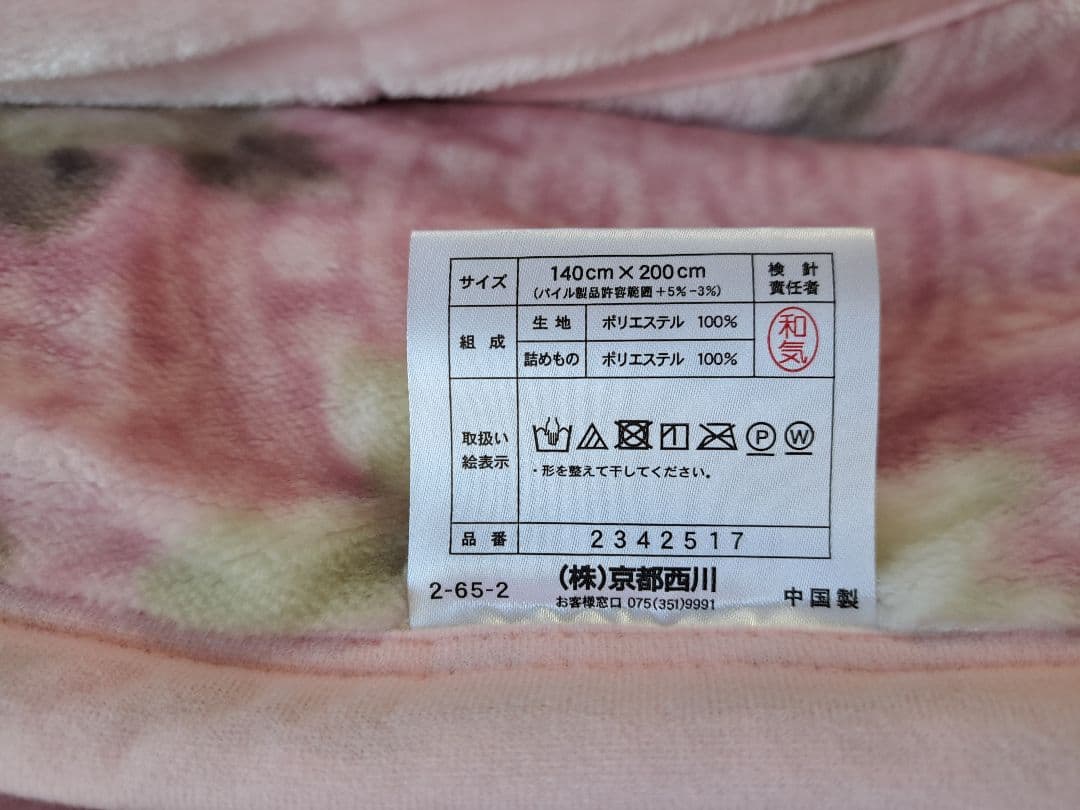 サイズ
140cm×200cm
(パイル製品許容範囲+5%-3%)
検針
責任者
組成
生地
ポリエステル 100%
詰めもの
ポリエステル 100%
和気
取扱い
絵表示
P
W
・形を整えて干してください。
品番
2342517
2-65-2
(株)京都西川
お客様窓口 075(351)9991
中国製